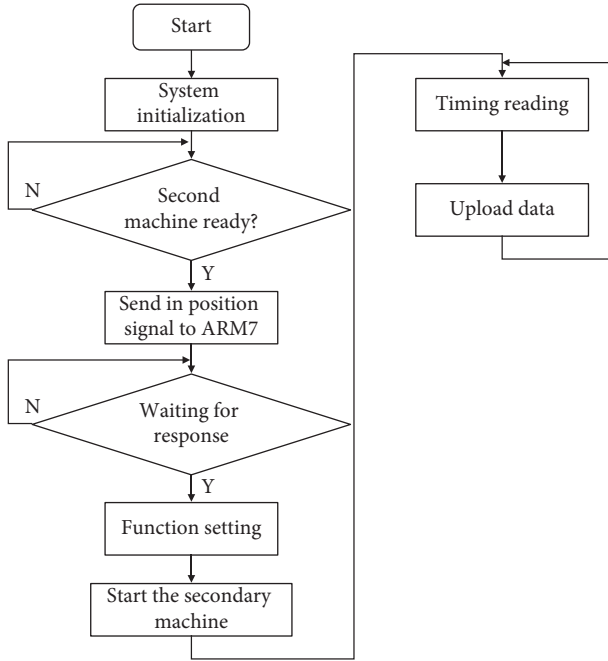 Start
System
initialization
N
Second
machine ready?
Y
Send in position
signal to ARM7
N
Waiting for
response
Y
Function setting
Start the secondary
machine
Timing reading
Upload data